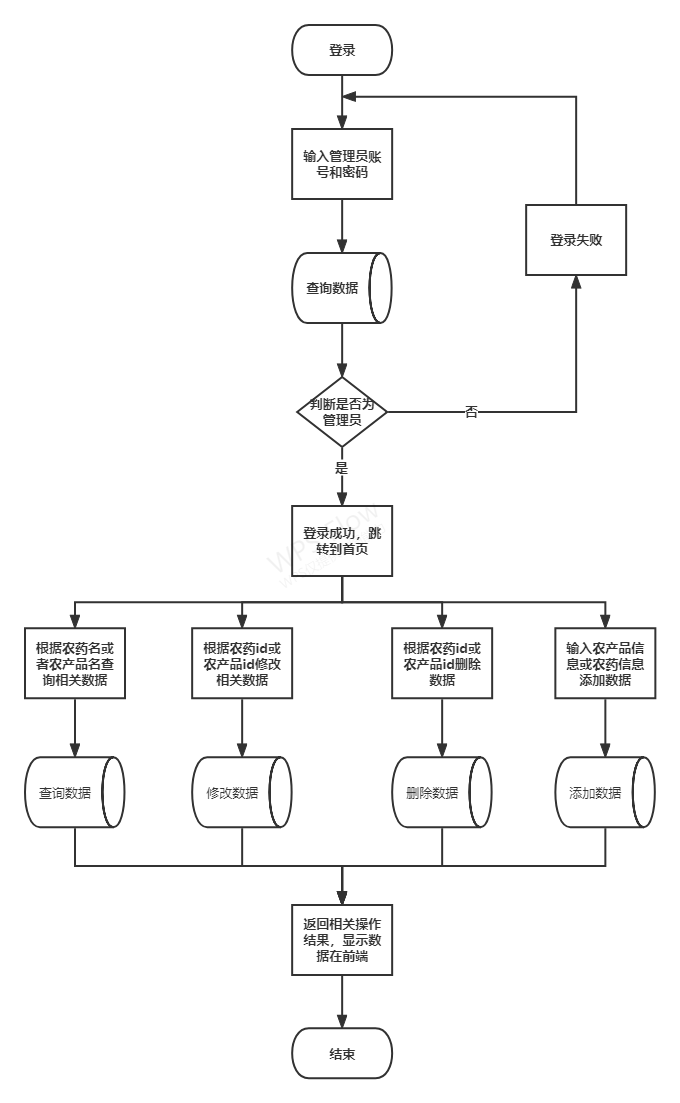 登录
输入管理员账
号和密码
登录失败
查询数据
判断是否为
管理员
否
是
登录成功，跳
转到首页
根据农药名或
者农产品名查
询相关数据
根据农药id或
农产品id修改
相关数据
根据农药id或
农产品id删除
数据
输入农产品信
息或农药信息
添加数据
查询数据
修改数据
删除数据
添加数据
返回相关操作
结果，显示数
据在前端
结束